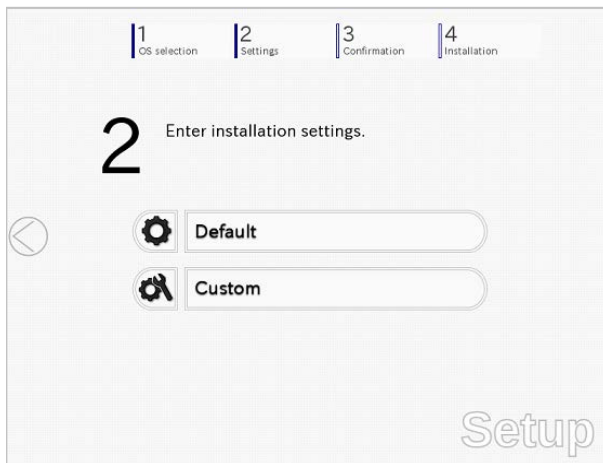 1
OS selection
2
Settings
3
Confirmation
4
Installation
2
Enter installation settings.
Default
Custom
Setup